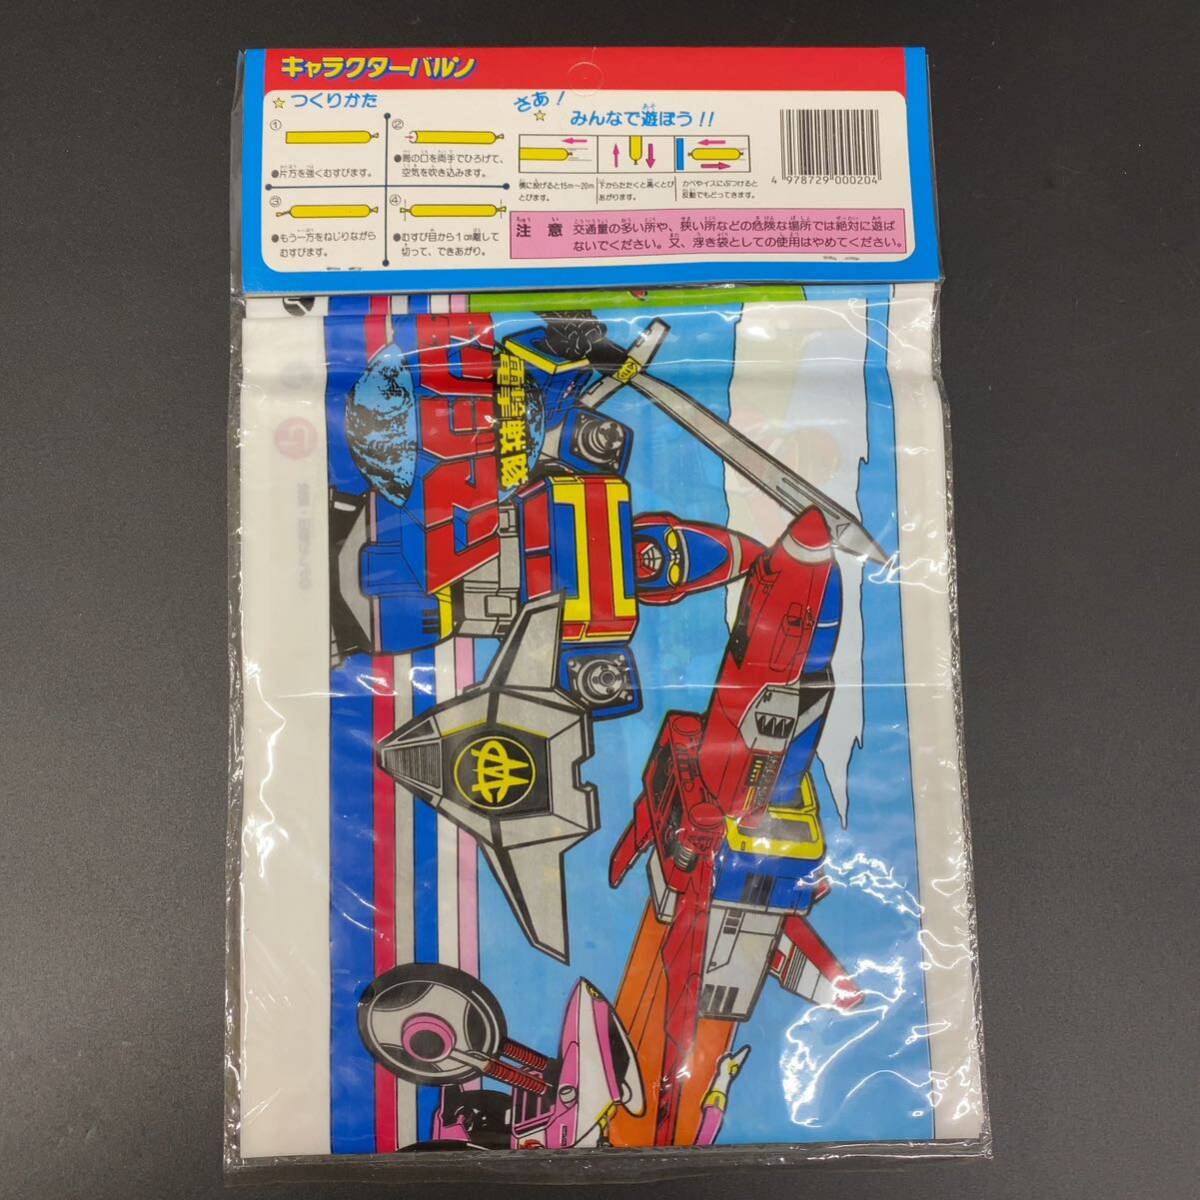 キャラクターバルン
☆ つくりかた
①
●片方を強くむすびます。
②
●筒の口を両手でひろげて、
空気を吹き込みます。
③
●もう一方をねじりながら
むすびます。
④
●むすび目から1㎝離して
切って、できあがり。
さあ!
☆ みんなで遊ぼう!!
横に投げると15m~20m
とびます。
下からたたくと高くとび
あがります。
かべやイスにぶつけると
反動でもどってきます。
4 978729 000204
注意 交通量の多い所や、狭い所などの危険な場所では絶対に遊ば
ないでください。又、浮き袋としての使用はやめてください。
電撃戦隊